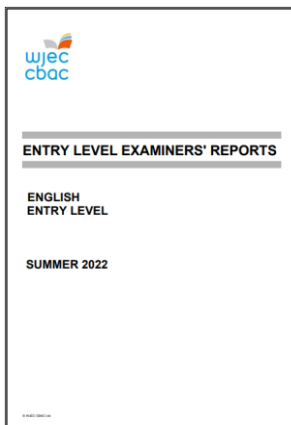 wjec
cbac
ENTRY LEVEL EXAMINERS' REPORTS
ENGLISH
ENTRY LEVEL
SUMMER 2022